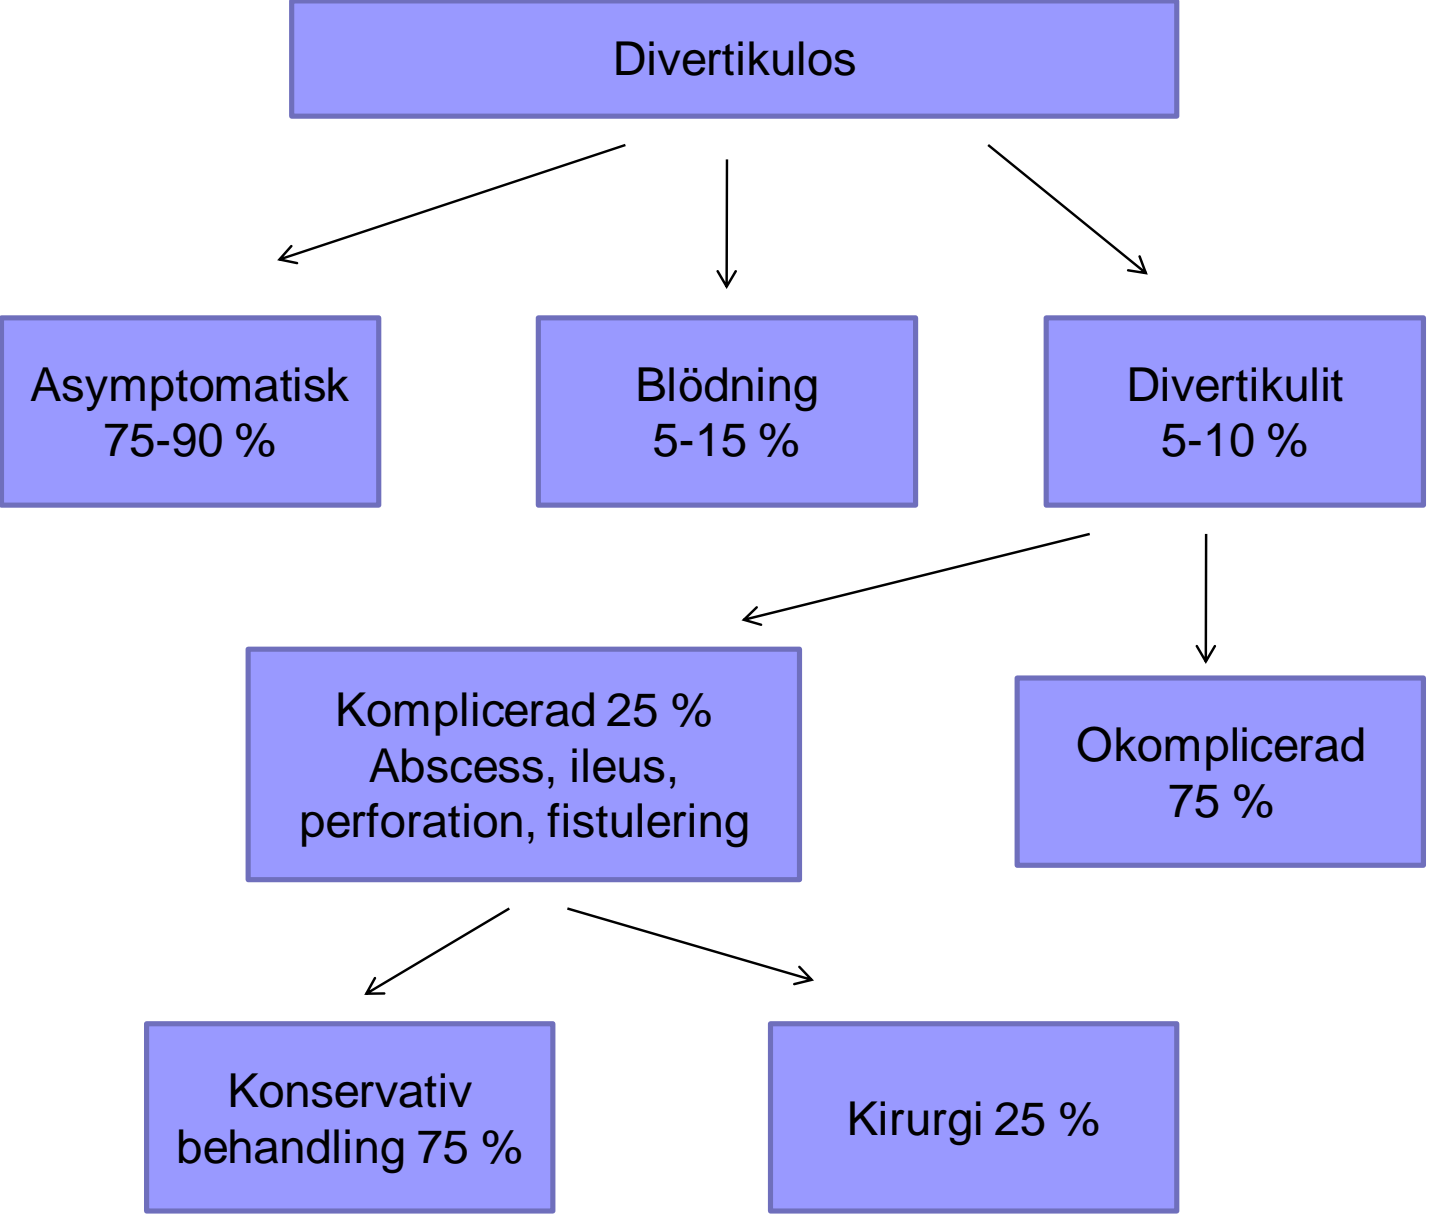 Divertikulos
Asymptomatisk
75-90 %
Blödning
5-15 %
Divertikulit
5-10 %
Komplicerad 25 %
Abscess, ileus,
perforation, fistulering
Okomplicerad
75 %
Konservativ
behandling 75 %
Kirurgi 25 %